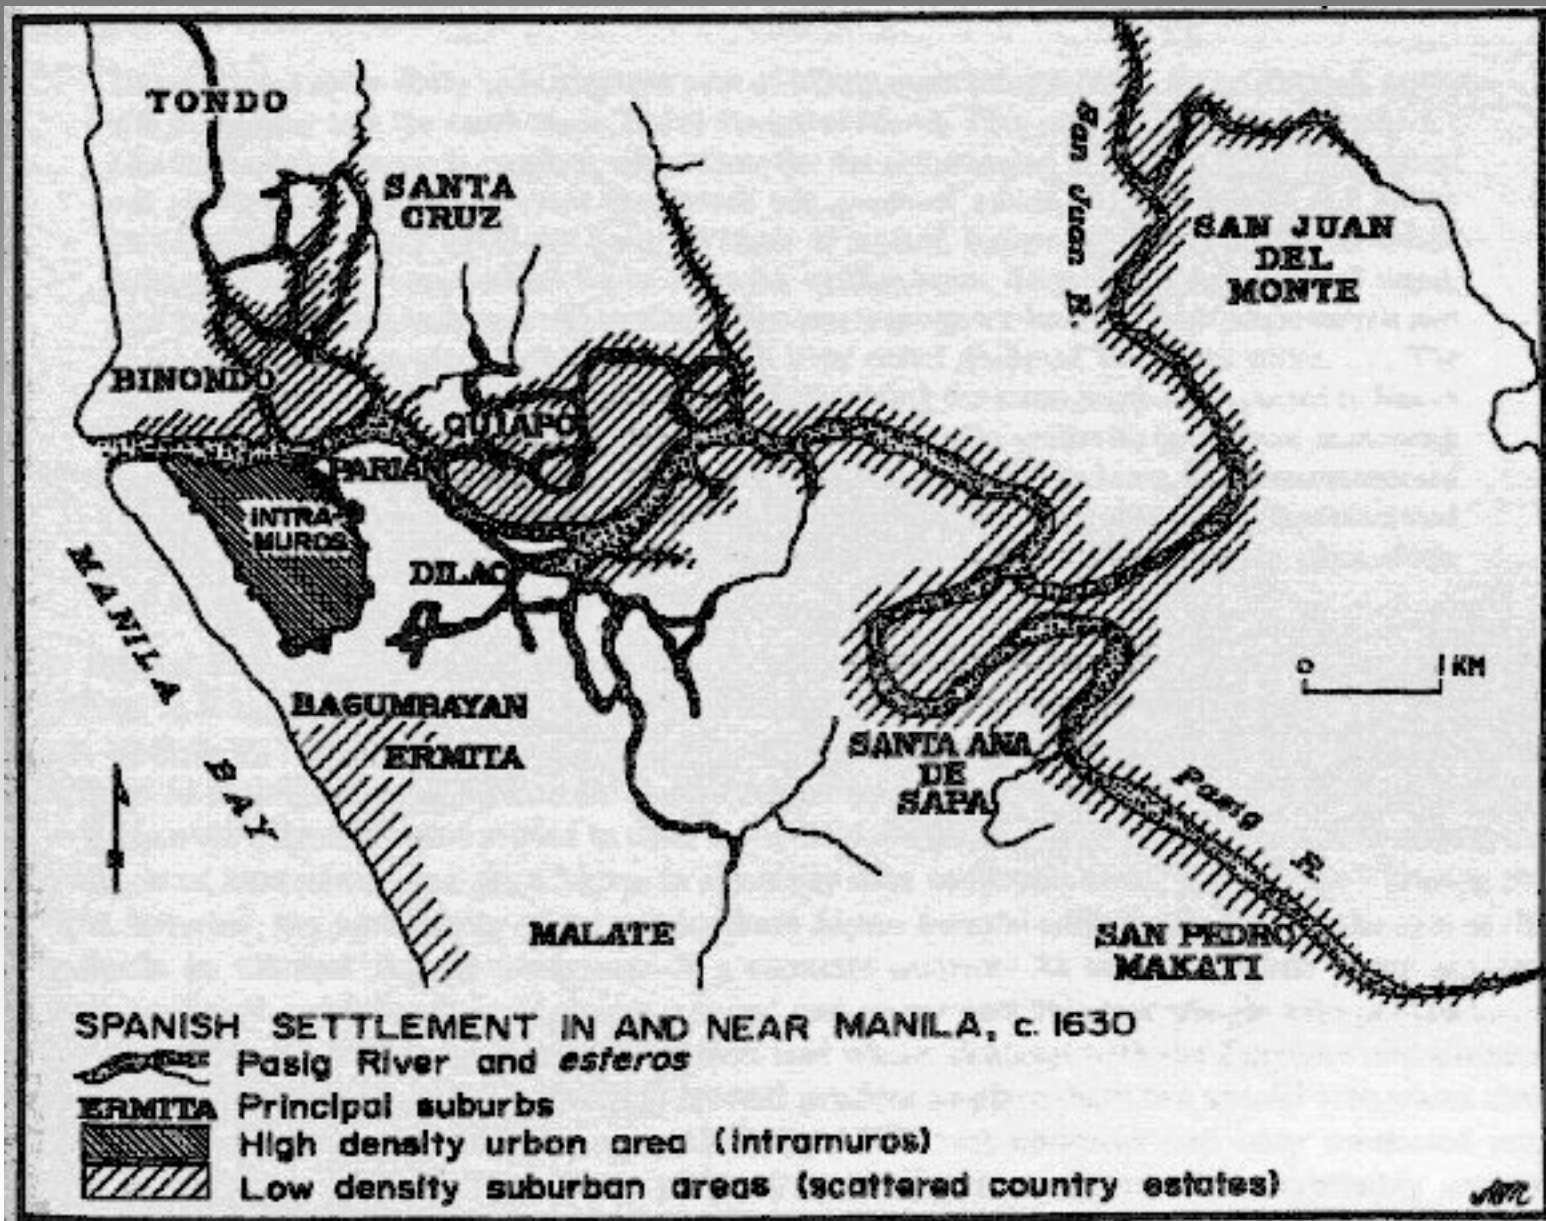 TONDO
SANTA
CRUZ
San Juan R.
SAN JUAN
DEL
MONTE
BINONDO
QUIAPO
PARIAN
INTRA-
MUROS
DILAO
MANILA BAY
BAGUMBAYAN
ERMITA
SANTA ANA
DE
SAPA
Pasig R.
0 1 KM
MALATE
SAN PEDRO
MAKATI
SPANISH SETTLEMENT IN AND NEAR MANILA, c. 1630
Pasig River and esteros
ERMITA Principal suburbs
High density urban area (Intramuros)
Low density suburban areas (scattered country estates)